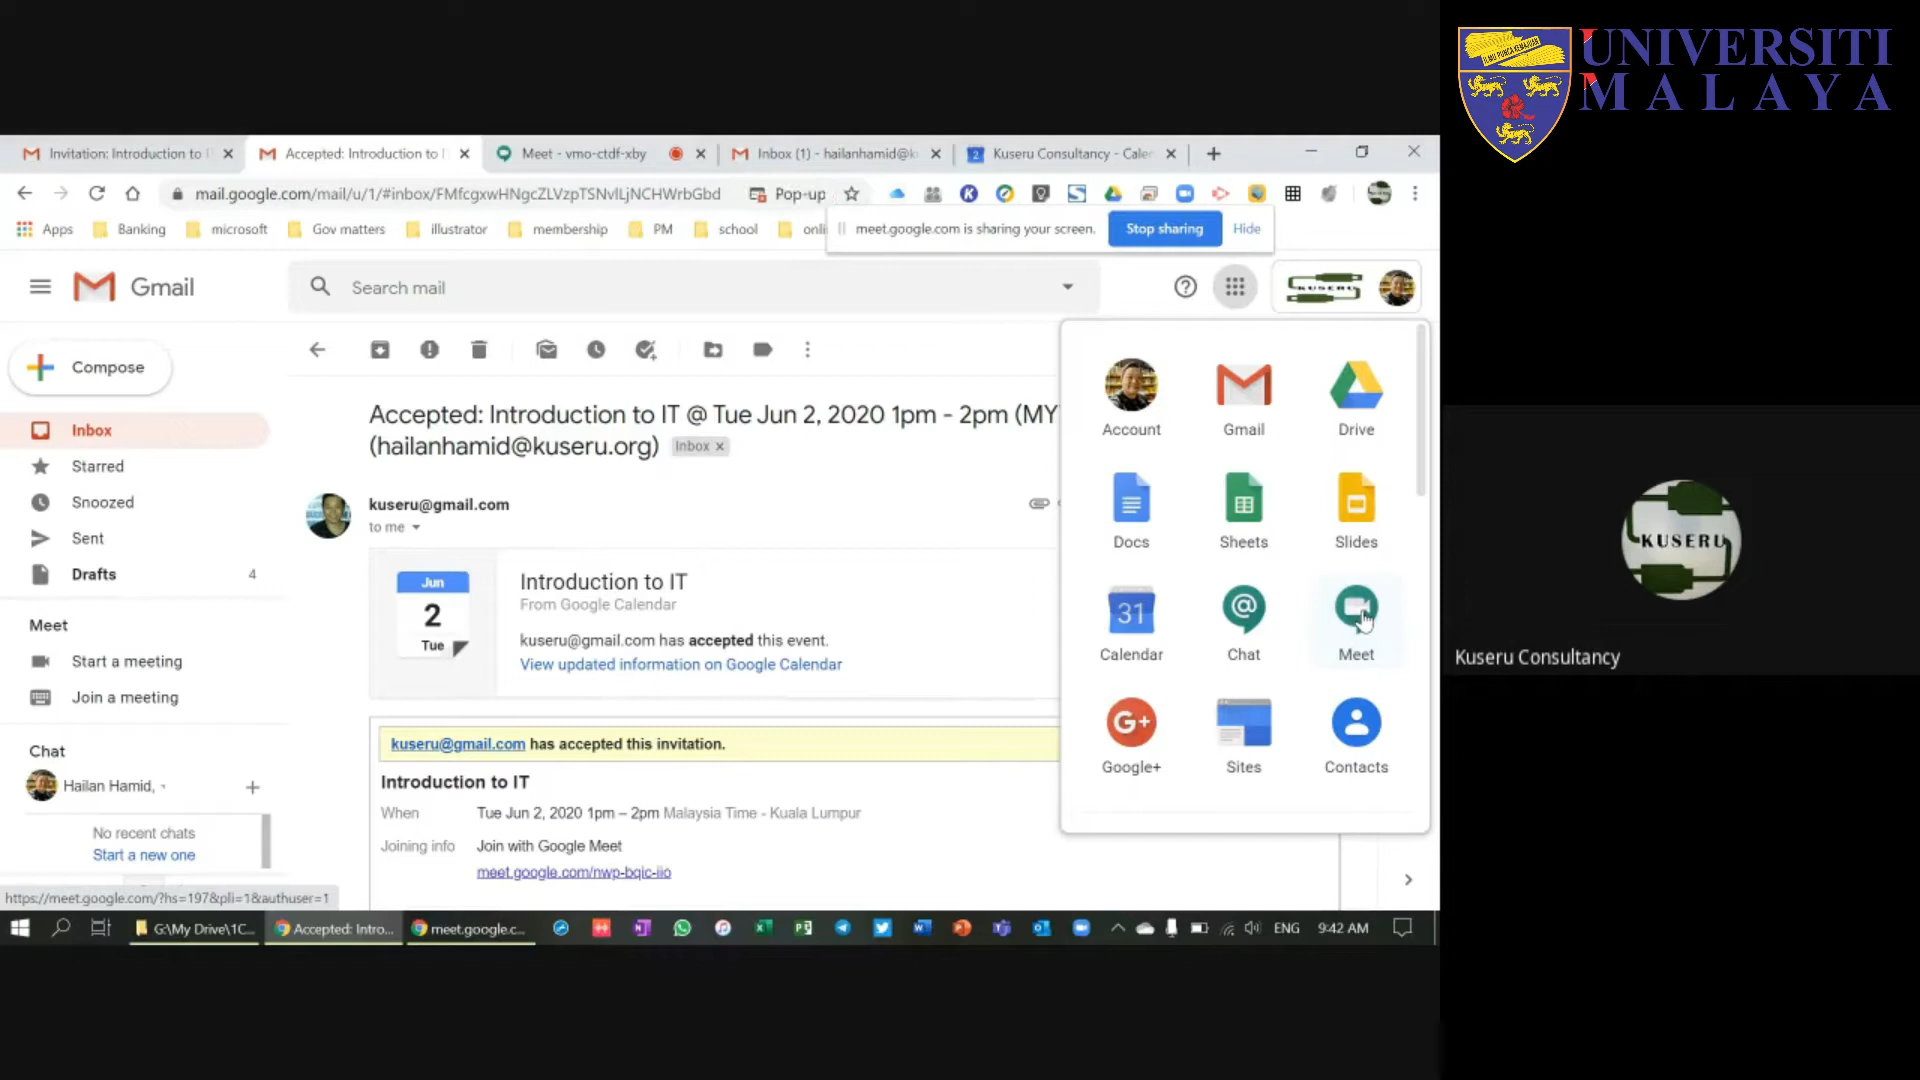 UNIVERSITI
MALAYA
ILMU PUNCA KEMAJUAN
Invitation: Introduction to
Accepted: Introduction to
Meet - vmo-ctdf-xby
Inbox (1) - hailanhamid@k
Kuseru Consultancy - Caler
mail.google.com/mail/u/1/#inbox/FMfcgxwHNgcZLVzpTSNvlLjNCHWrbGbd
Pop-up
Apps
Banking
microsoft
Gov matters
illustrator
membership
PM
school
onli
meet.google.com is sharing your screen.
Stop sharing
Hide
Gmail
Search mail
KUSERU
Compose
Inbox
Starred
Snoozed
Sent
Drafts 4
Meet
Start a meeting
Join a meeting
Chat
Hailan Hamid,
No recent chats
Start a new one
Accepted: Introduction to IT @ Tue Jun 2, 2020 1pm - 2pm (MY
(hailanhamid@kuseru.org) Inbox
kuseru@gmail.com
to me
Jun
2
Tue
Introduction to IT
From Google Calendar
kuseru@gmail.com has accepted this event.
View updated information on Google Calendar
kuseru@gmail.com has accepted this invitation.
Introduction to IT
When Tue Jun 2, 2020 1pm – 2pm Malaysia Time - Kuala Lumpur
Joining info Join with Google Meet
meet.google.com/nwp-bqic-iio
Account
Gmail
Drive
Docs
Sheets
Slides
31
Calendar
Chat
Meet
G+
Google+
Sites
Contacts
KUSERU
Kuseru Consultancy
https://meet.google.com/?hs=197&pli=1&authuser=1
G:\My Drive\1C...
Accepted: Intro...
meet.google.c...
ENG
9:42 AM